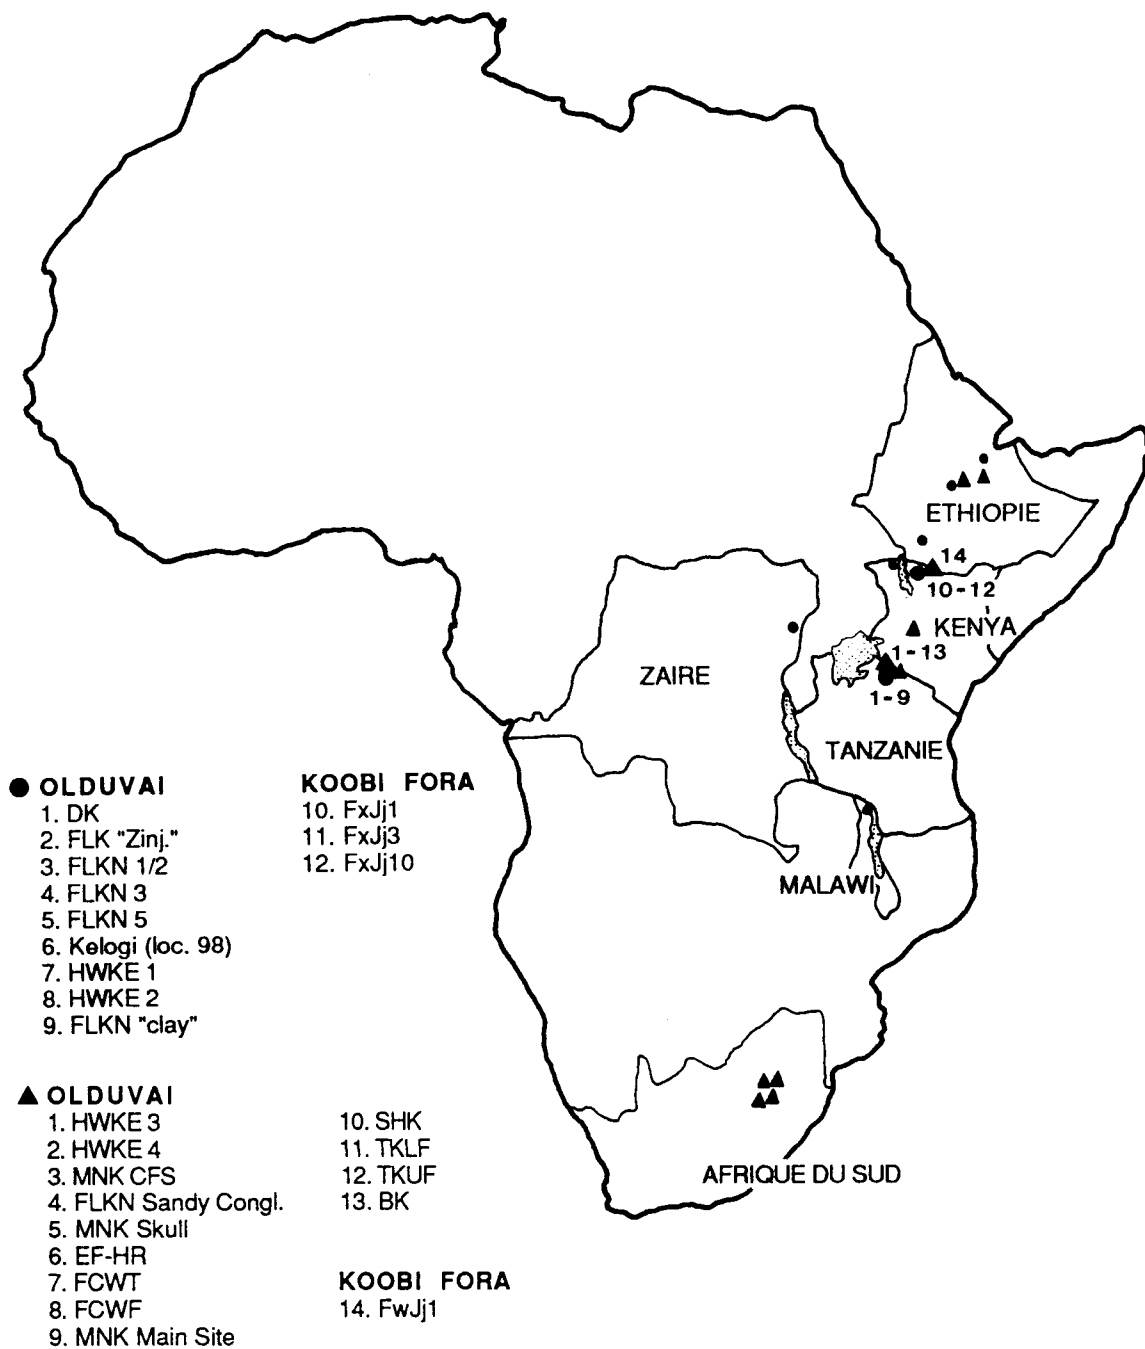 ETHIOPIE
14
10-12
KENYA
1-13
ZAIRE
1-9
TANZANIE
MALAWI
AFRIQUE DU SUD
OLDUVAI
1. DK
2. FLK "Zinj."
3. FLKN 1/2
4. FLKN 3
5. FLKN 5
6. Kelogi (loc. 98)
7. HWKE 1
8. HWKE 2
9. FLKN "clay"
KOOBI FORA
10. FxJj1
11. FxJj3
12. FxJj10
OLDUVAI
1. HWKE 3
2. HWKE 4
3. MNK CFS
4. FLKN Sandy Congl.
5. MNK Skull
6. EF-HR
7. FCWT
8. FCWF
9. MNK Main Site
10. SHK
11. TKLF
12. TKUF
13. BK
KOOBI FORA
14. FwJj1